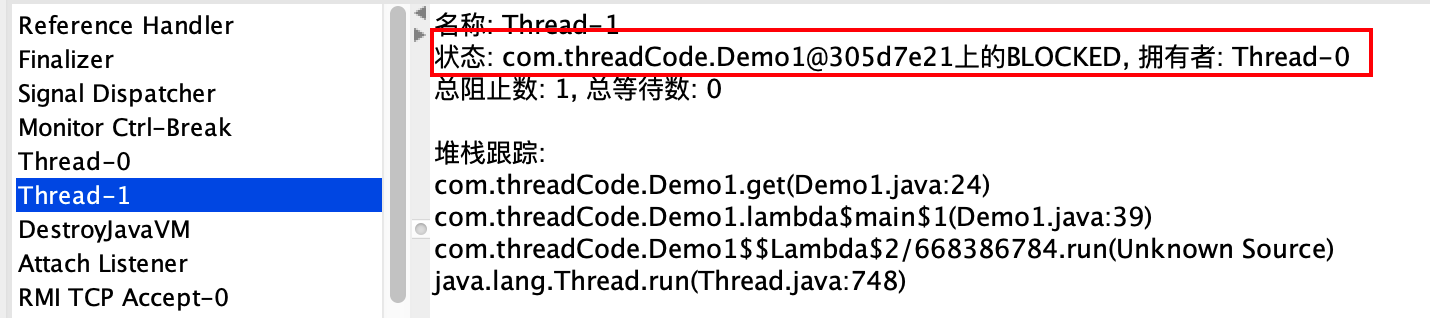 Reference Handler
Finalizer
Signal Dispatcher
Monitor Ctrl-Break
Thread-0
Thread-1
DestroyJavaVM
Attach Listener
RMI TCP Accept-0
名称: Thread-1
状态: com.threadCode.Demo1@305d7e21上的BLOCKED, 拥有者: Thread-0
总阻止数: 1, 总等待数: 0
堆栈跟踪:
com.threadCode.Demo1.get(Demo1.java:24)
com.threadCode.Demo1.lambda$main$1(Demo1.java:39)
com.threadCode.Demo1$$Lambda$2/668386784.run(Unknown Source)
java.lang.Thread.run(Thread.java:748)